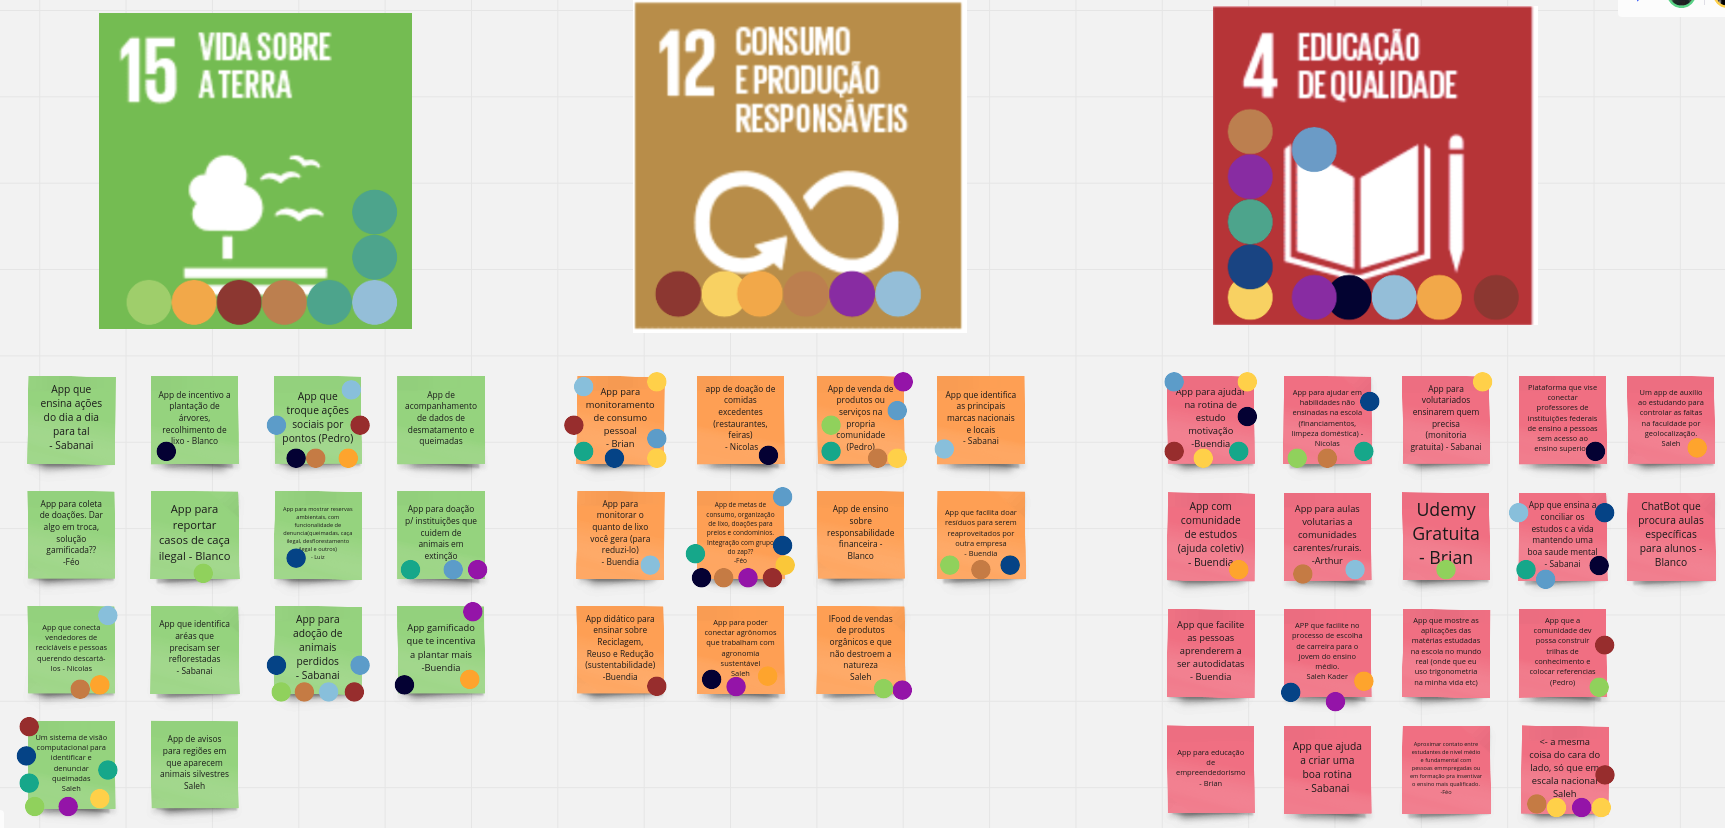 15 VIDA SOBRE
A TERRA
12 CONSUMO
E PRODUÇÃO
RESPONSÁVEIS
4 EDUCAÇÃO
DE QUALIDADE
App que
ensina ações
do dia a dia
para tal
- Sabanai
App de incentivo a
plantação de
árvores,
recolhimento de
lixo - Blanco
App que
troque ações
sociais por
pontos (Pedro)
App de
acompanhamento
de dados de
desmatamento e
queimadas
App para coleta
de doações. Dar
algo em troca,
solução
gamificada??
-Féo
App para
reportar
casos de caça
ilegal - Blanco
App para mostrar reservas
ambientais, com
funcionalidade de
denuncia(queimadas, caça
ilegal, desflorestamento
ilegal e outros)
- Luiz
App para doação
p/ instituições que
cuidem de
animais em
extinção
App que conecta
vendedores de
recicláveis e pessoas
querendo descartá-
los - Nicolas
App que identifica
aréas que
precisam ser
reflorestadas
- Sabanai
App para
adoção de
animais
perdidos
- Sabanai
App gamificado
que te incentiva
a plantar mais
-Buendia
Um sistema de visão
computacional para
identificar e
denunciar
queimadas
Saleh
App de avisos
para regiões em
que aparecem
animais silvestres
Saleh
App para
monitoramento
de consumo
pessoal
- Brian
app de doação de
comidas
excedentes
(restaurantes,
feiras)
- Nicolas
App de venda de
produtos ou
serviços na
propria
comunidade
(Pedro)
App que identifica
as principais
marcas nacionais
e locais
- Sabanai
App para
monitorar o
quanto de lixo
você gera (para
reduzi-lo)
- Buendia
App de metas de
consumo, organização
de lixo, doações para
preios e condominios.
Integração com grupo
do zap??
-Féo
App de ensino
sobre
responsabilidade
financeira -
Blanco
App que facilita doar
resíduos para serem
reaproveitados por
outra empresa
- Buendia
App didático para
ensinar sobre
Reciclagem,
Reuso e Redução
(sustentabilidade)
-Buendia
App para poder
conectar agrônomos
que trabalham com
agronomia
sustentável
Saleh
IFood de vendas
de produtos
orgânicos e que
não destroem a
natureza
Saleh
App para ajudar
na rotina de
estudo
motivação
-Buendia
App para ajudar em
habilidades não
ensinadas na escola
(financiamentos,
limpeza doméstica) -
Nicolas
App para
volutariados
ensinarem quem
precisa
(monitoria
gratuita) - Sabanai
Plataforma que vise
conectar
professores de
instituições federais
de ensino a pessoas
sem acesso ao
ensino superior
Um app de auxilio
ao estudando para
controlar as faltas
na faculdade por
geolocalização,
Saleh
App com
comunidade
de estudos
(ajuda coletiv)
- Buendia
App para aulas
volutarias a
comunidades
carentes/rurais.
-Arthur
Udemy
Gratuita
- Brian
App que ensina a
conciliar os
estudos c a vida
mantendo uma
boa saude mental
- Sabanai
ChatBot que
procura aulas
específicas
para alunos -
Blanco
App que facilite
as pessoas
aprenderem a
ser autodidatas
- Buendia
APP que facilite no
processo de escolha
de carreira para o
jovem do ensino
médio.
Saleh Kader
App que mostre as
aplicações das
matérias estudadas
na escola no mundo
real (onde que eu
uso trigonometria
na minha vida etc)
App que a
comunidade dev
possa construir
trilhas de
conhecimento e
colocar referencias
(Pedro)
App para educação
de
empreendedorismo
- Brian
App que ajuda
a criar uma
boa rotina
- Sabanai
Aproximar contato entre
estudantes de nível médio
e fundamental com
pessoas emmpregadas ou
em formação pra insentivar
o ensino mais qualificado.
-Féo
<- a mesma
coisa do cara do
lado, só que em
escala nacional
Saleh